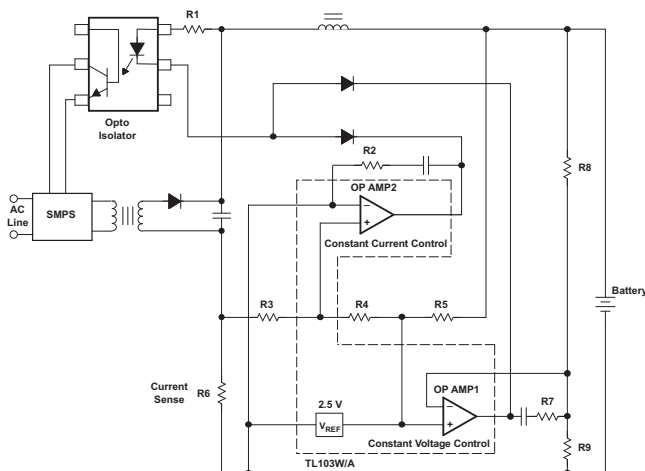 R1
Opto
Isolator
R2
R8
OP AMP2
−
+
AC
Line
SMPS
Constant Current Control
Battery
R3
R4
R5
Current
Sense
R6
2.5 V
VREF
OP AMP1
−
+
R7
Constant Voltage Control
R9
TL103W/A